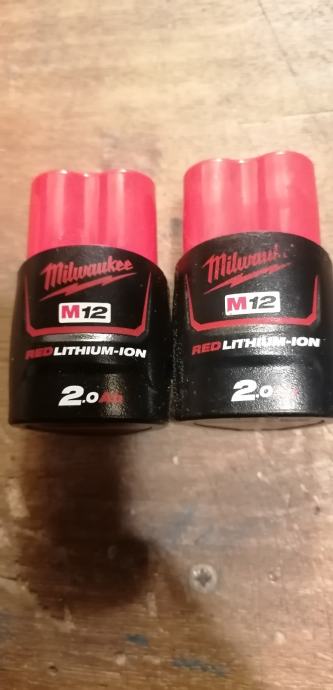 Milwaukee
M12
REDLITHIUM-ION
2.0Ah
Milwaukee
M12
REDLITHIUM-ION
2.0